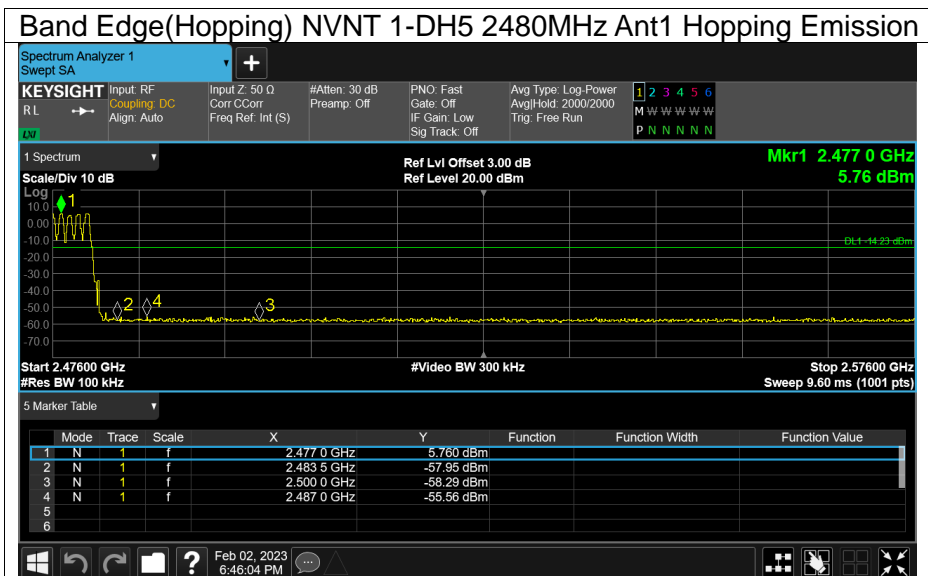 Band Edge(Hopping) NVNT 1-DH5 2480MHz Ant1 Hopping Emission
Spectrum Analyzer 1
Swept SA
+
KEYSIGHT Input: RF Input Z: 50 Ω #Atten: 30 dB PNO: Fast Avg Type: Log-Power 1 2 3 4 5 6
RL Coupling: DC Corr CCorr Preamp: Off Gate: Off Avg|Hold: 2000/2000 M W W W W W
Align: Auto Freq Ref: Int (S) IF Gain: Low Trig: Free Run
LXI Sig Track: Off P N N N N N
1 Spectrum Ref Lvl Offset 3.00 dB Mkr1 2.477 0 GHz
Scale/Div 10 dB Ref Level 20.00 dBm 5.76 dBm
Log
10.0
0.00
-10.0
-20.0
-30.0
-40.0
-50.0
-60.0
-70.0
1
DL1 -14.23 dBm
2 4 3
Start 2.47600 GHz #Video BW 300 kHz Stop 2.57600 GHz
#Res BW 100 kHz Sweep 9.60 ms (1001 pts)
5 Marker Table
Mode Trace Scale X Y Function Function Width Function Value
1 N 1 f 2.477 0 GHz 5.760 dBm
2 N 1 f 2.483 5 GHz -57.95 dBm
3 N 1 f 2.500 0 GHz -58.29 dBm
4 N 1 f 2.487 0 GHz -55.56 dBm
5
6
? Feb 02, 2023
6:46:04 PM